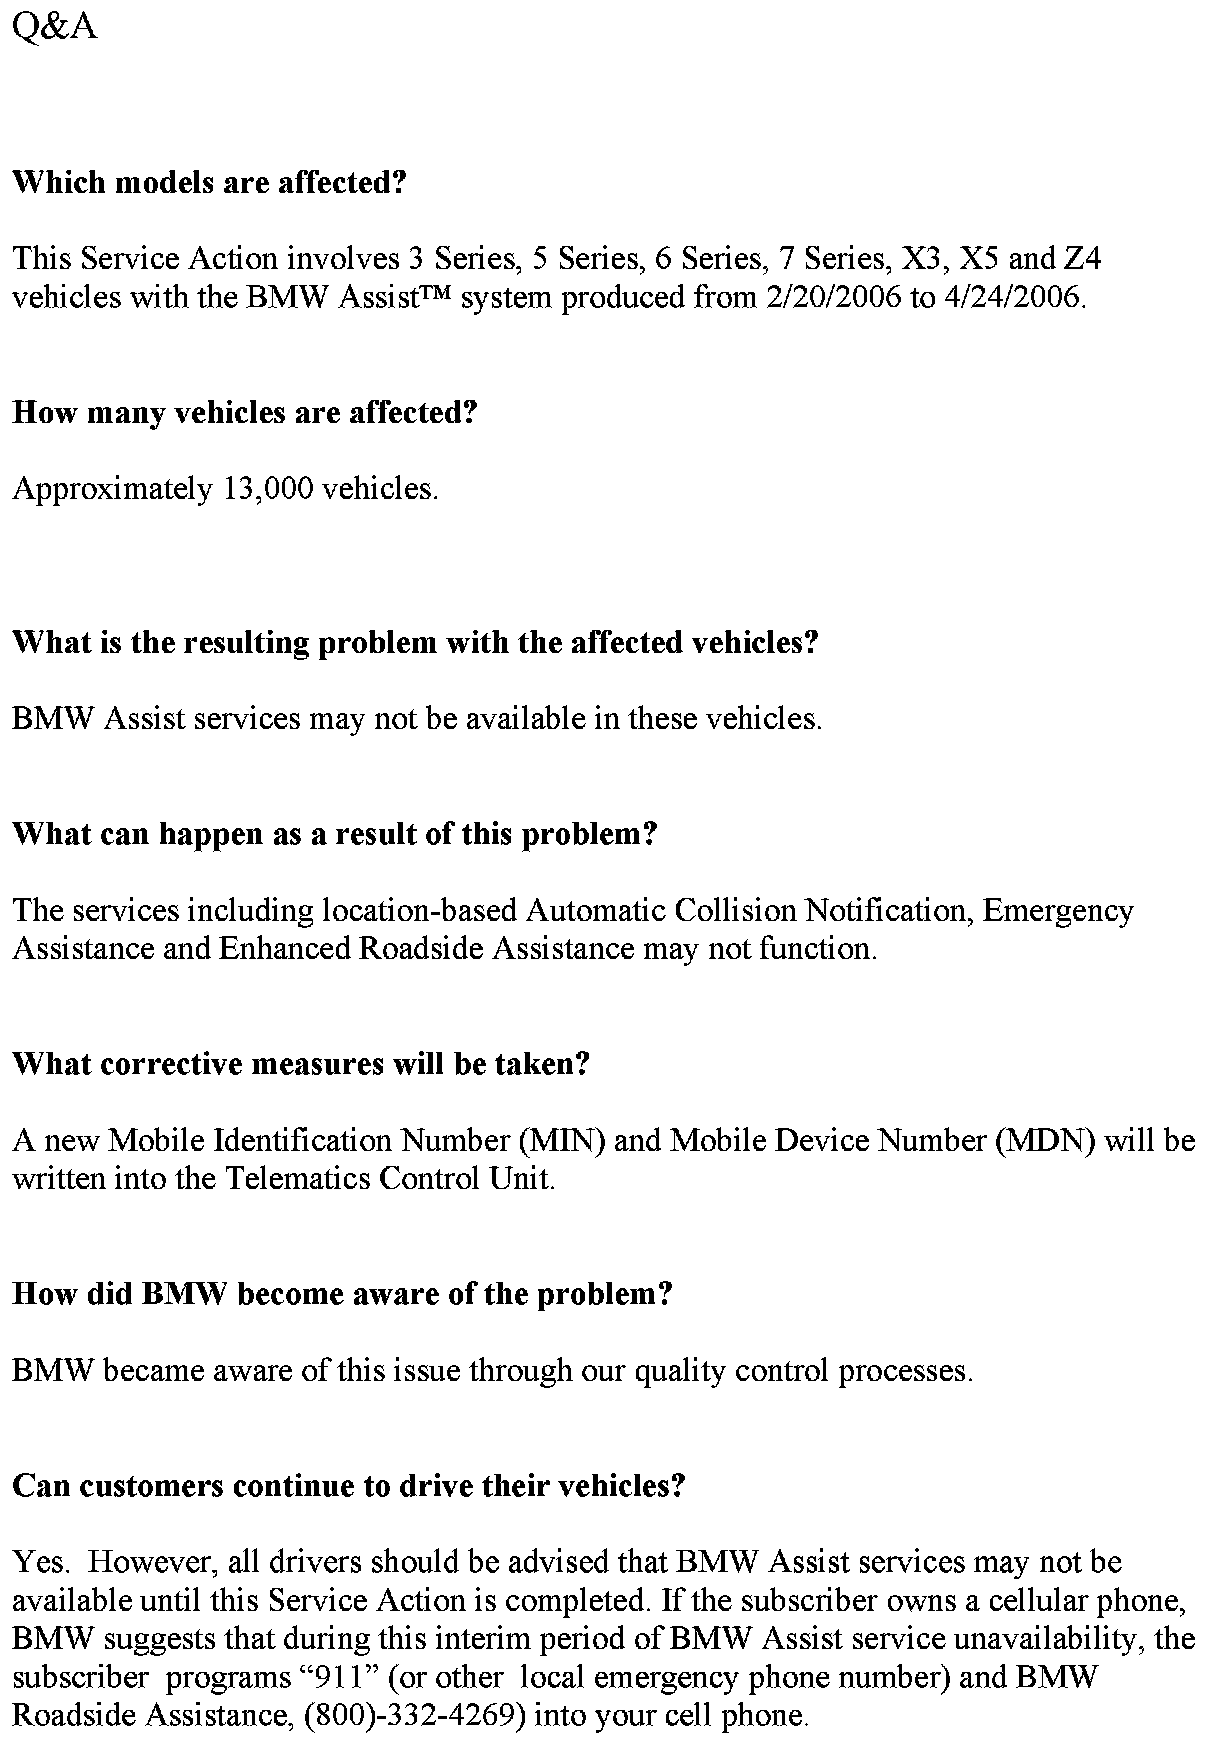 Q&A
Which models are affected?
This Service Action involves 3 Series, 5 Series, 6 Series, 7 Series, X3, X5 and Z4
vehicles with the BMW Assist™ system produced from 2/20/2006 to 4/24/2006.
How many vehicles are affected?
Approximately 13,000 vehicles.
What is the resulting problem with the affected vehicles?
BMW Assist services may not be available in these vehicles.
What can happen as a result of this problem?
The services including location-based Automatic Collision Notification, Emergency
Assistance and Enhanced Roadside Assistance may not function.
What corrective measures will be taken?
A new Mobile Identification Number (MIN) and Mobile Device Number (MDN) will be
written into the Telematics Control Unit.
How did BMW become aware of the problem?
BMW became aware of this issue through our quality control processes.
Can customers continue to drive their vehicles?
Yes.  However, all drivers should be advised that BMW Assist services may not be
available until this Service Action is completed. If the subscriber owns a cellular phone,
BMW suggests that during this interim period of BMW Assist service unavailability, the
subscriber  programs “911” (or other  local emergency phone number) and BMW
Roadside Assistance, (800)-332-4269) into your cell phone.